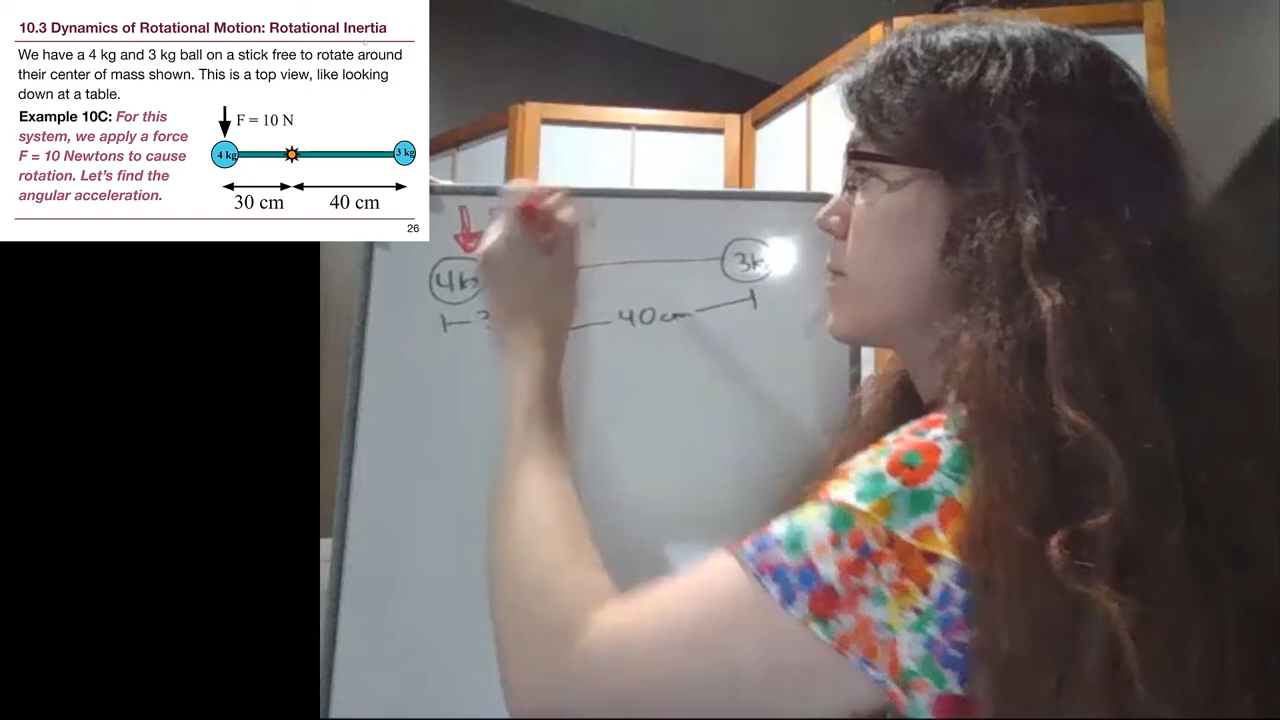 10.3 Dynamics of Rotational Motion: Rotational Inertia
We have a 4 kg and 3 kg ball on a stick free to rotate around
their center of mass shown. This is a top view, like looking
down at a table.
Example 10C: For this
system, we apply a force
F = 10 Newtons to cause
rotation. Let's find the
angular acceleration.
F = 10 N
4 kg
3 kg
30 cm
40 cm
26
4kg
3k
3
40cm